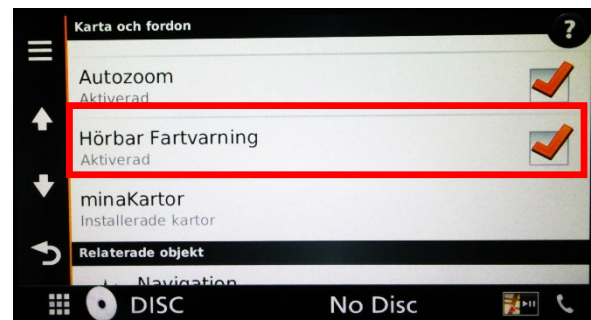 Karta och fordon
?
Autozoom
Aktiverad
Hörbar Fartvarning
Aktiverad
minaKartor
Installerade kartor
Relaterade objekt
Navigation
DISC
No Disc